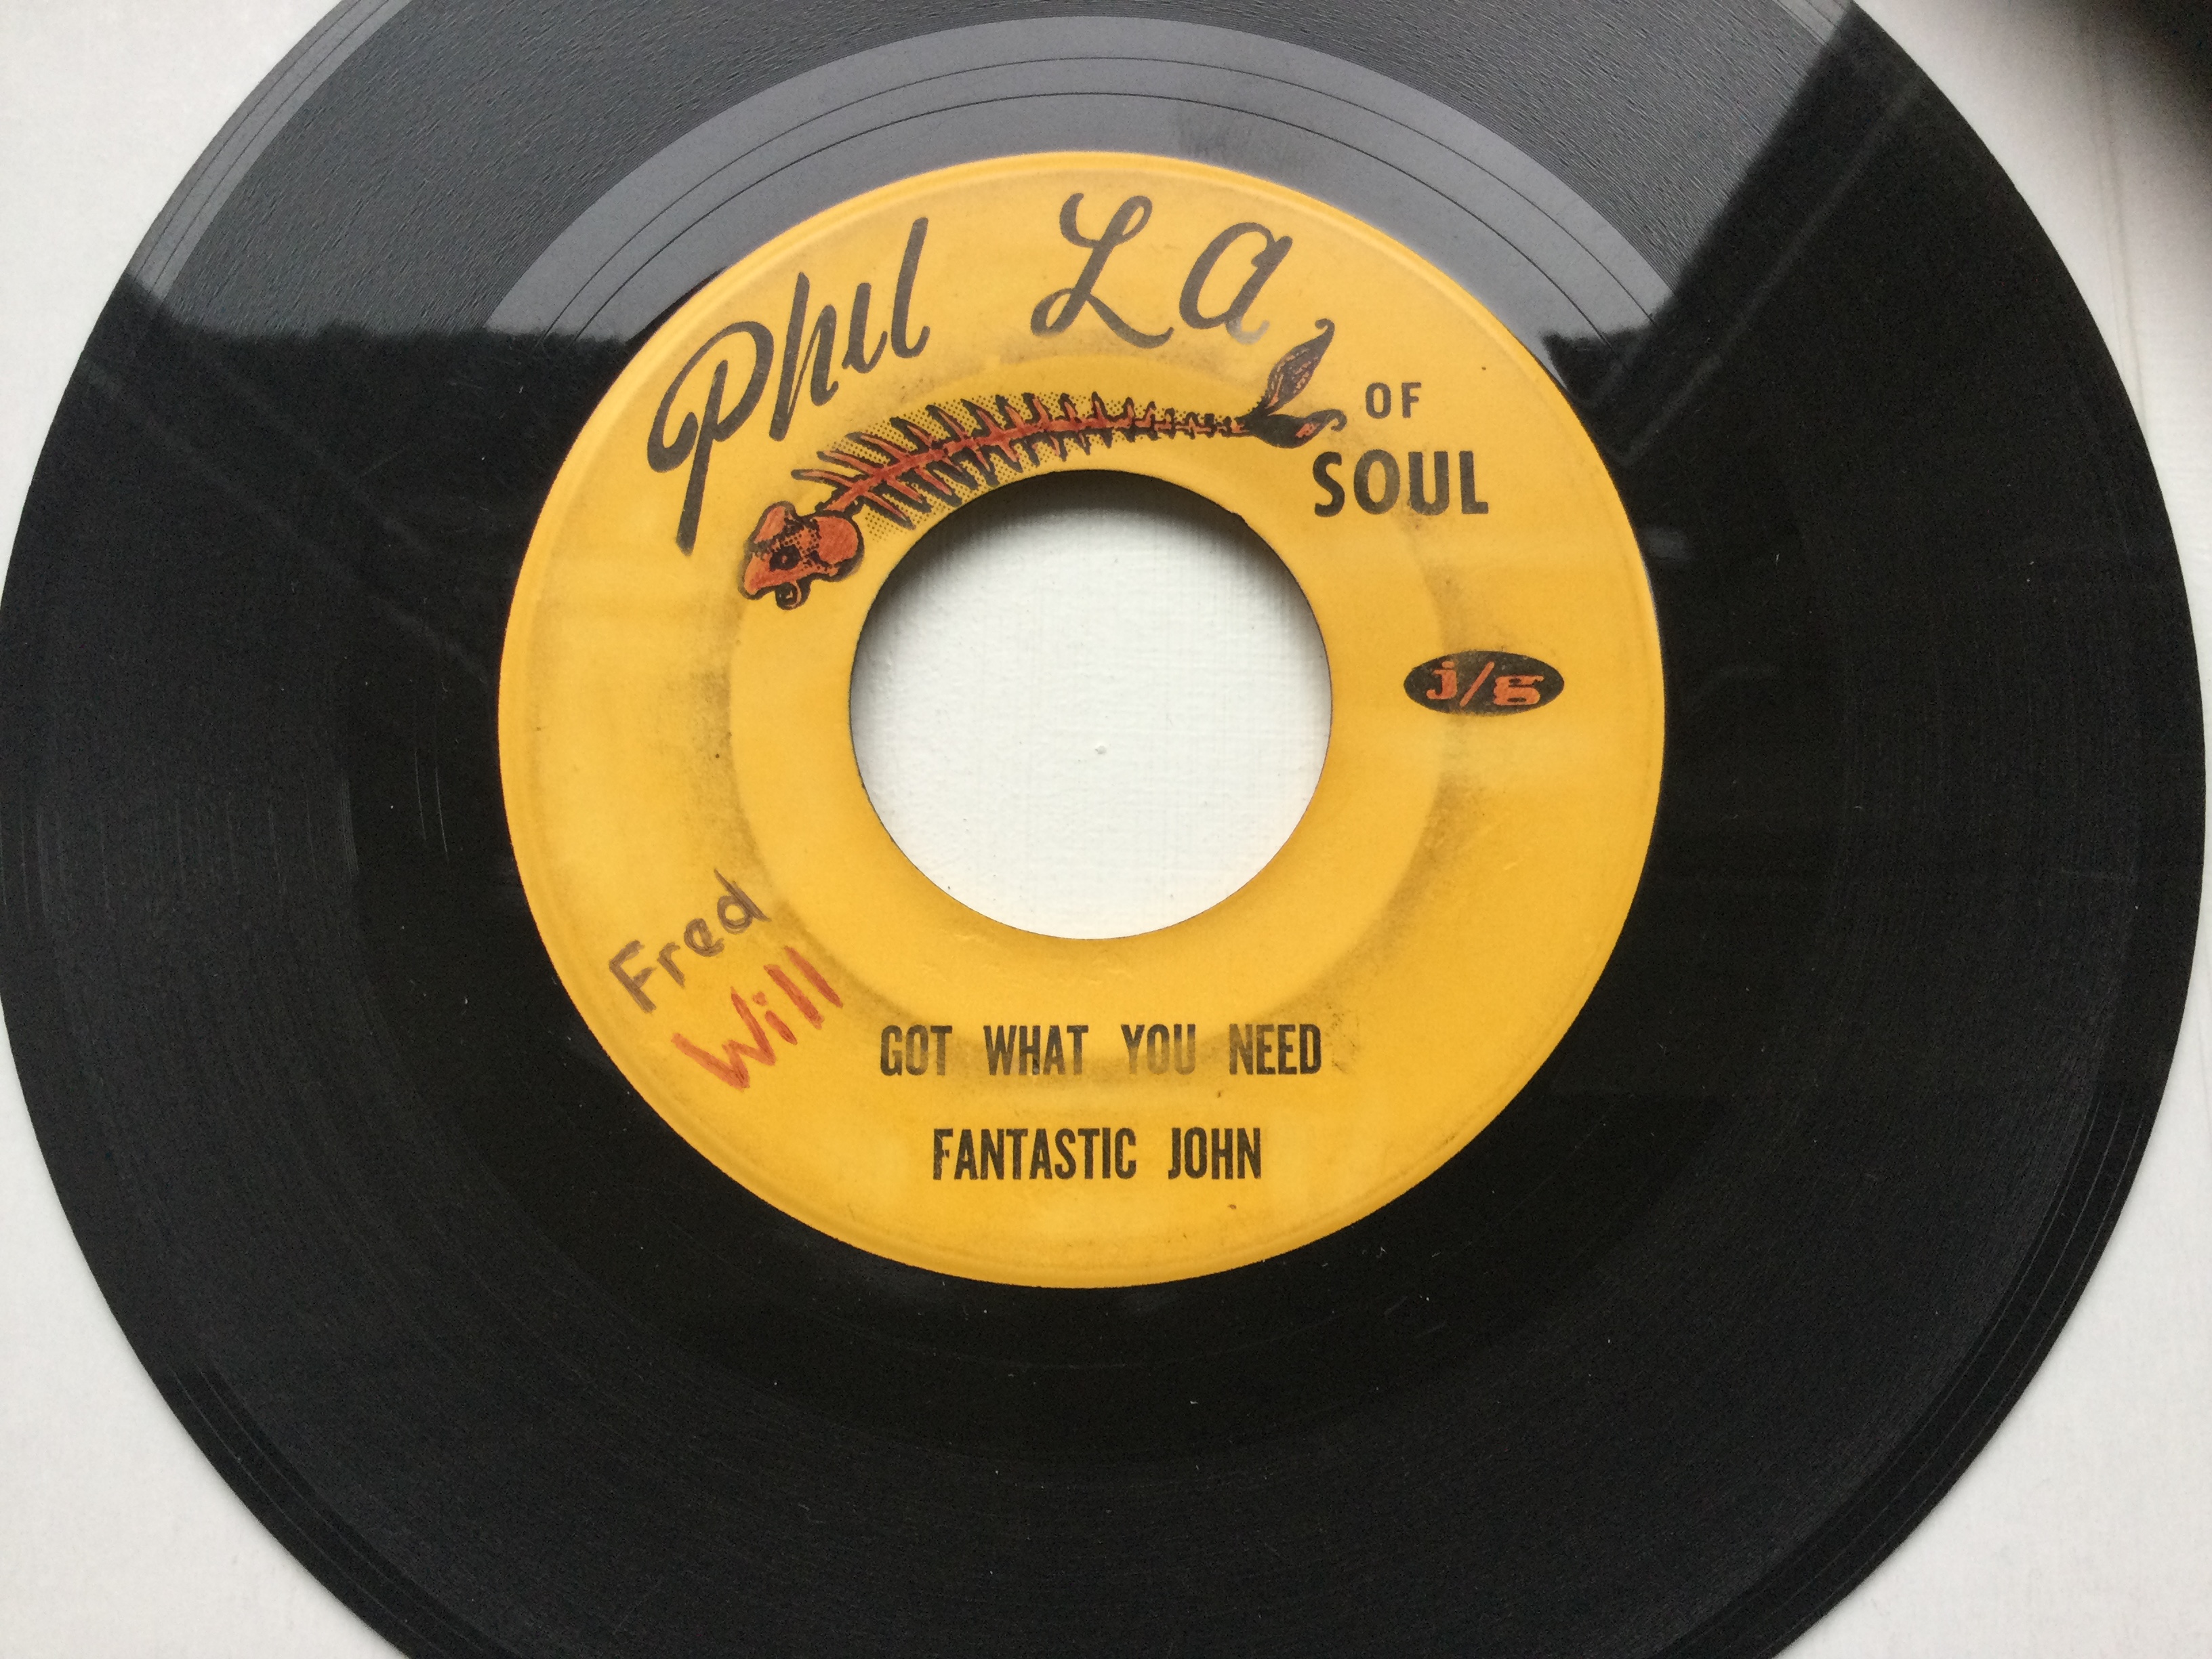 Phil LA
OF
SOUL
j/g
Fred
Will
GOT WHAT YOU NEED
FANTASTIC JOHN